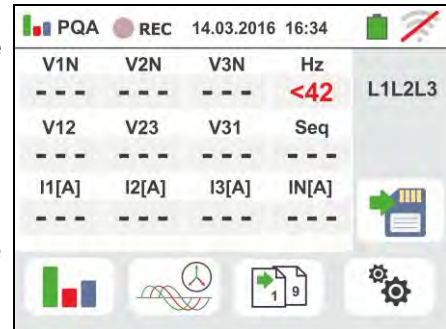 PQA REC 14.03.2016 16:34
V1N V2N V3N Hz
- - - - - - - - - <42 L1L2L3
V12 V23 V31 Seq
- - - - - - - - - - - -
I1[A] I2[A] I3[A] IN[A]
- - - - - - - - - - - -
1 9